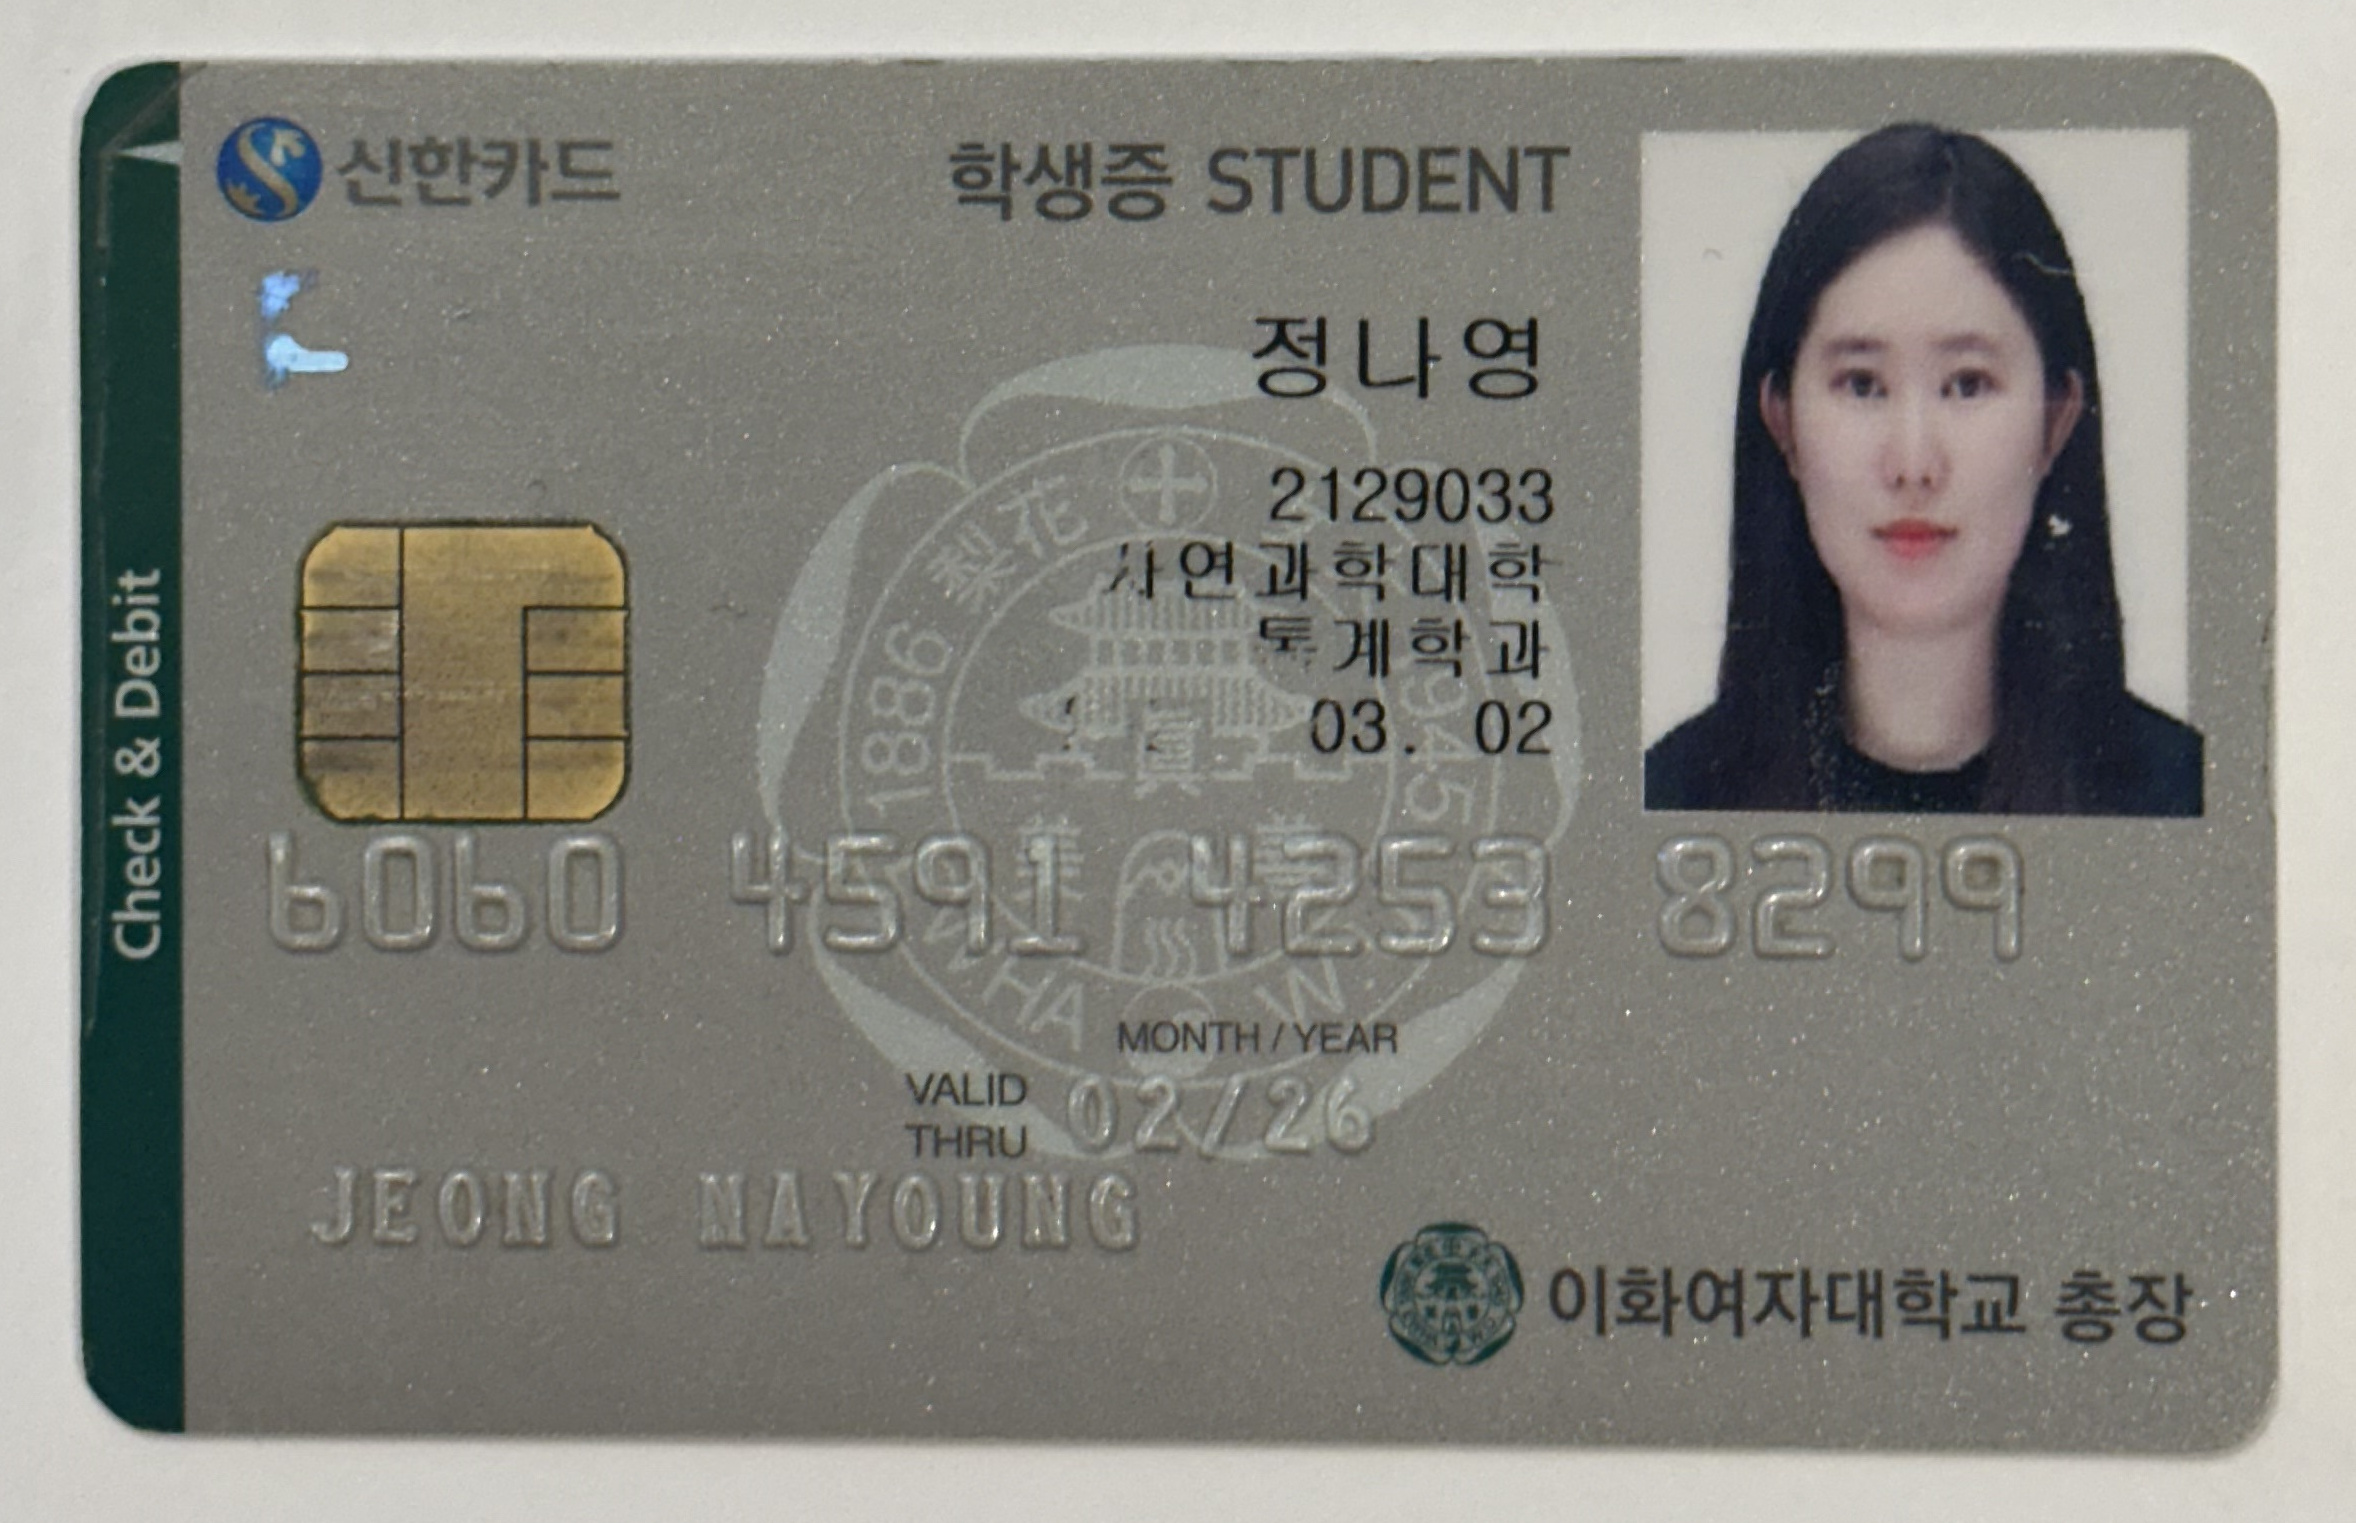 신한카드
학생증 STUDENT
정나영
2129033
자연과학대학
통계학과
03. 02
1886 梨花
6060 4591 4253 8299
MONTH / YEAR
VALID THRU 02/26
JEONG NAYOUNG
이화여자대학교 총장
Check & Debit